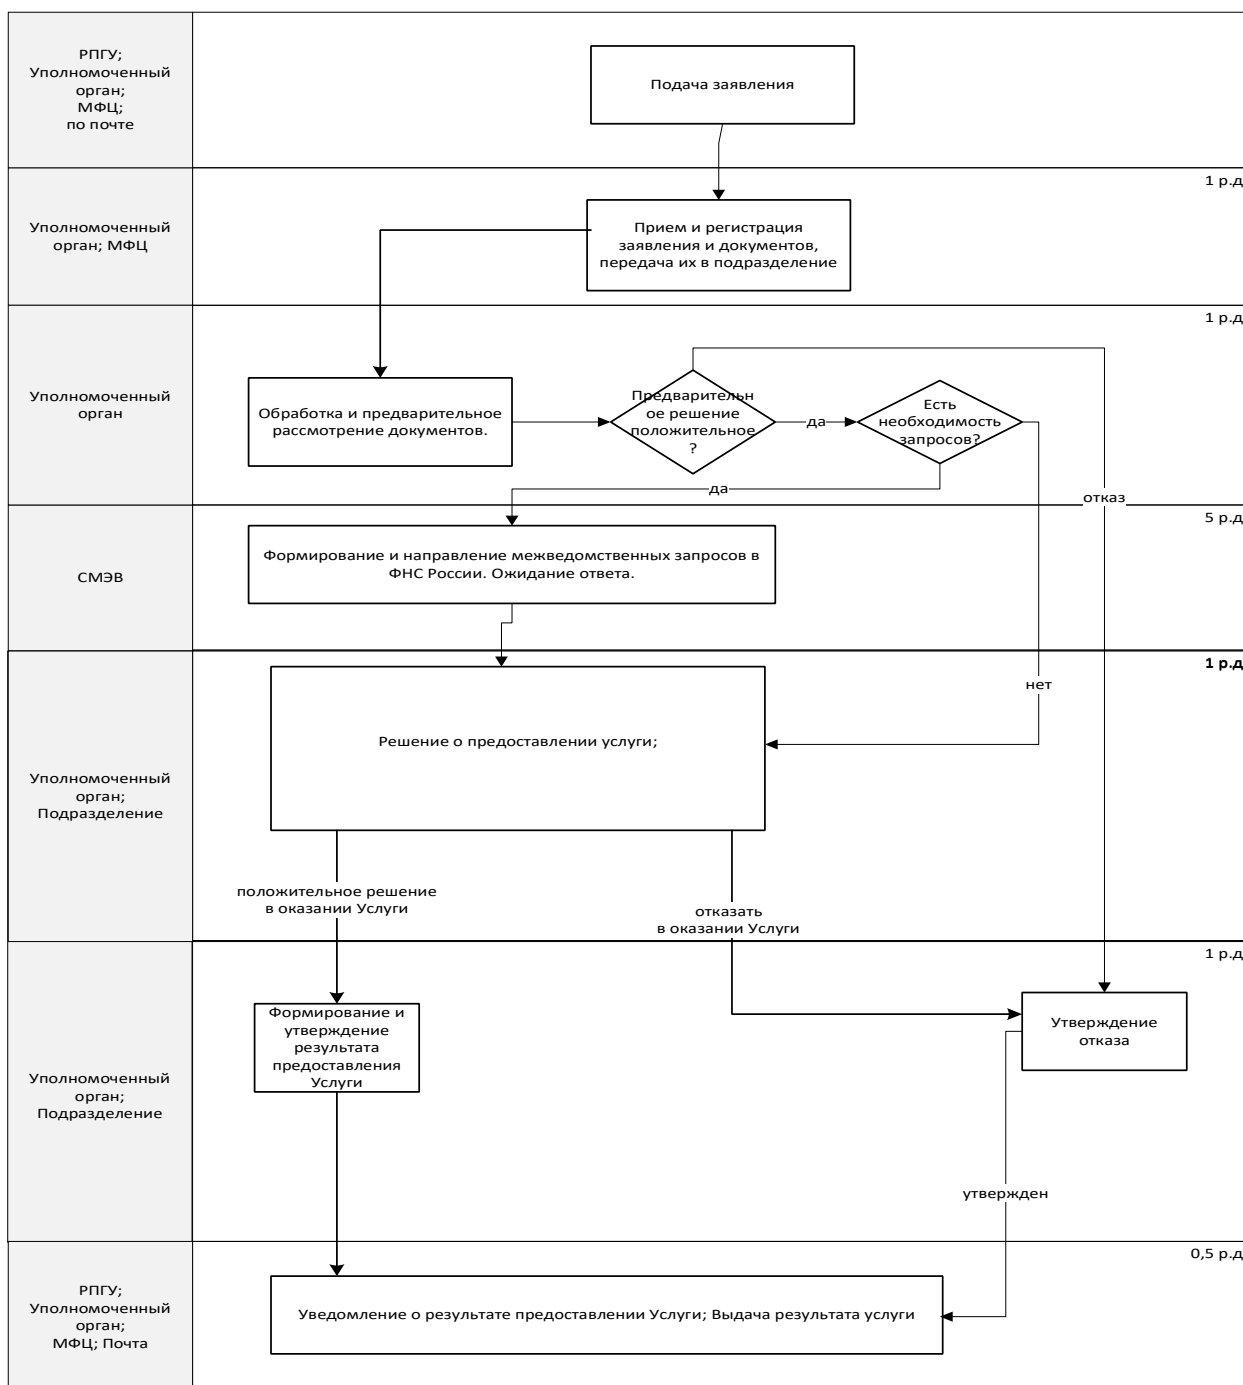 РПГУ;
Уполномоченный
орган;
МФЦ;
по почте
Подача заявления
1 р.д
Уполномоченный
орган; МФЦ
Прием и регистрация
заявления и документов,
передача их в подразделение
1 р.д
Уполномоченный
орган
Обработка и предварительное
рассмотрение документов.
Предварительн
ое решение
положительное
?
да
Есть
необходимость
запросов?
да
отказ
5 р.д
СМЭВ
Формирование и направление межведомственных запросов в
ФНС России. Ожидание ответа.
1 р.д
нет
Уполномоченный
орган;
Подразделение
Решение о предоставлении услуги;
положительное решение
в оказании Услуги
отказать
в оказании Услуги
1 р.д
Уполномоченный
орган;
Подразделение
Формирование и
утверждение
результата
предоставления
Услуги
Утверждение
отказа
утвержден
0,5 р.д
РПГУ;
Уполномоченный
орган;
МФЦ; Почта
Уведомление о результате предоставлении Услуги; Выдача результата услуги